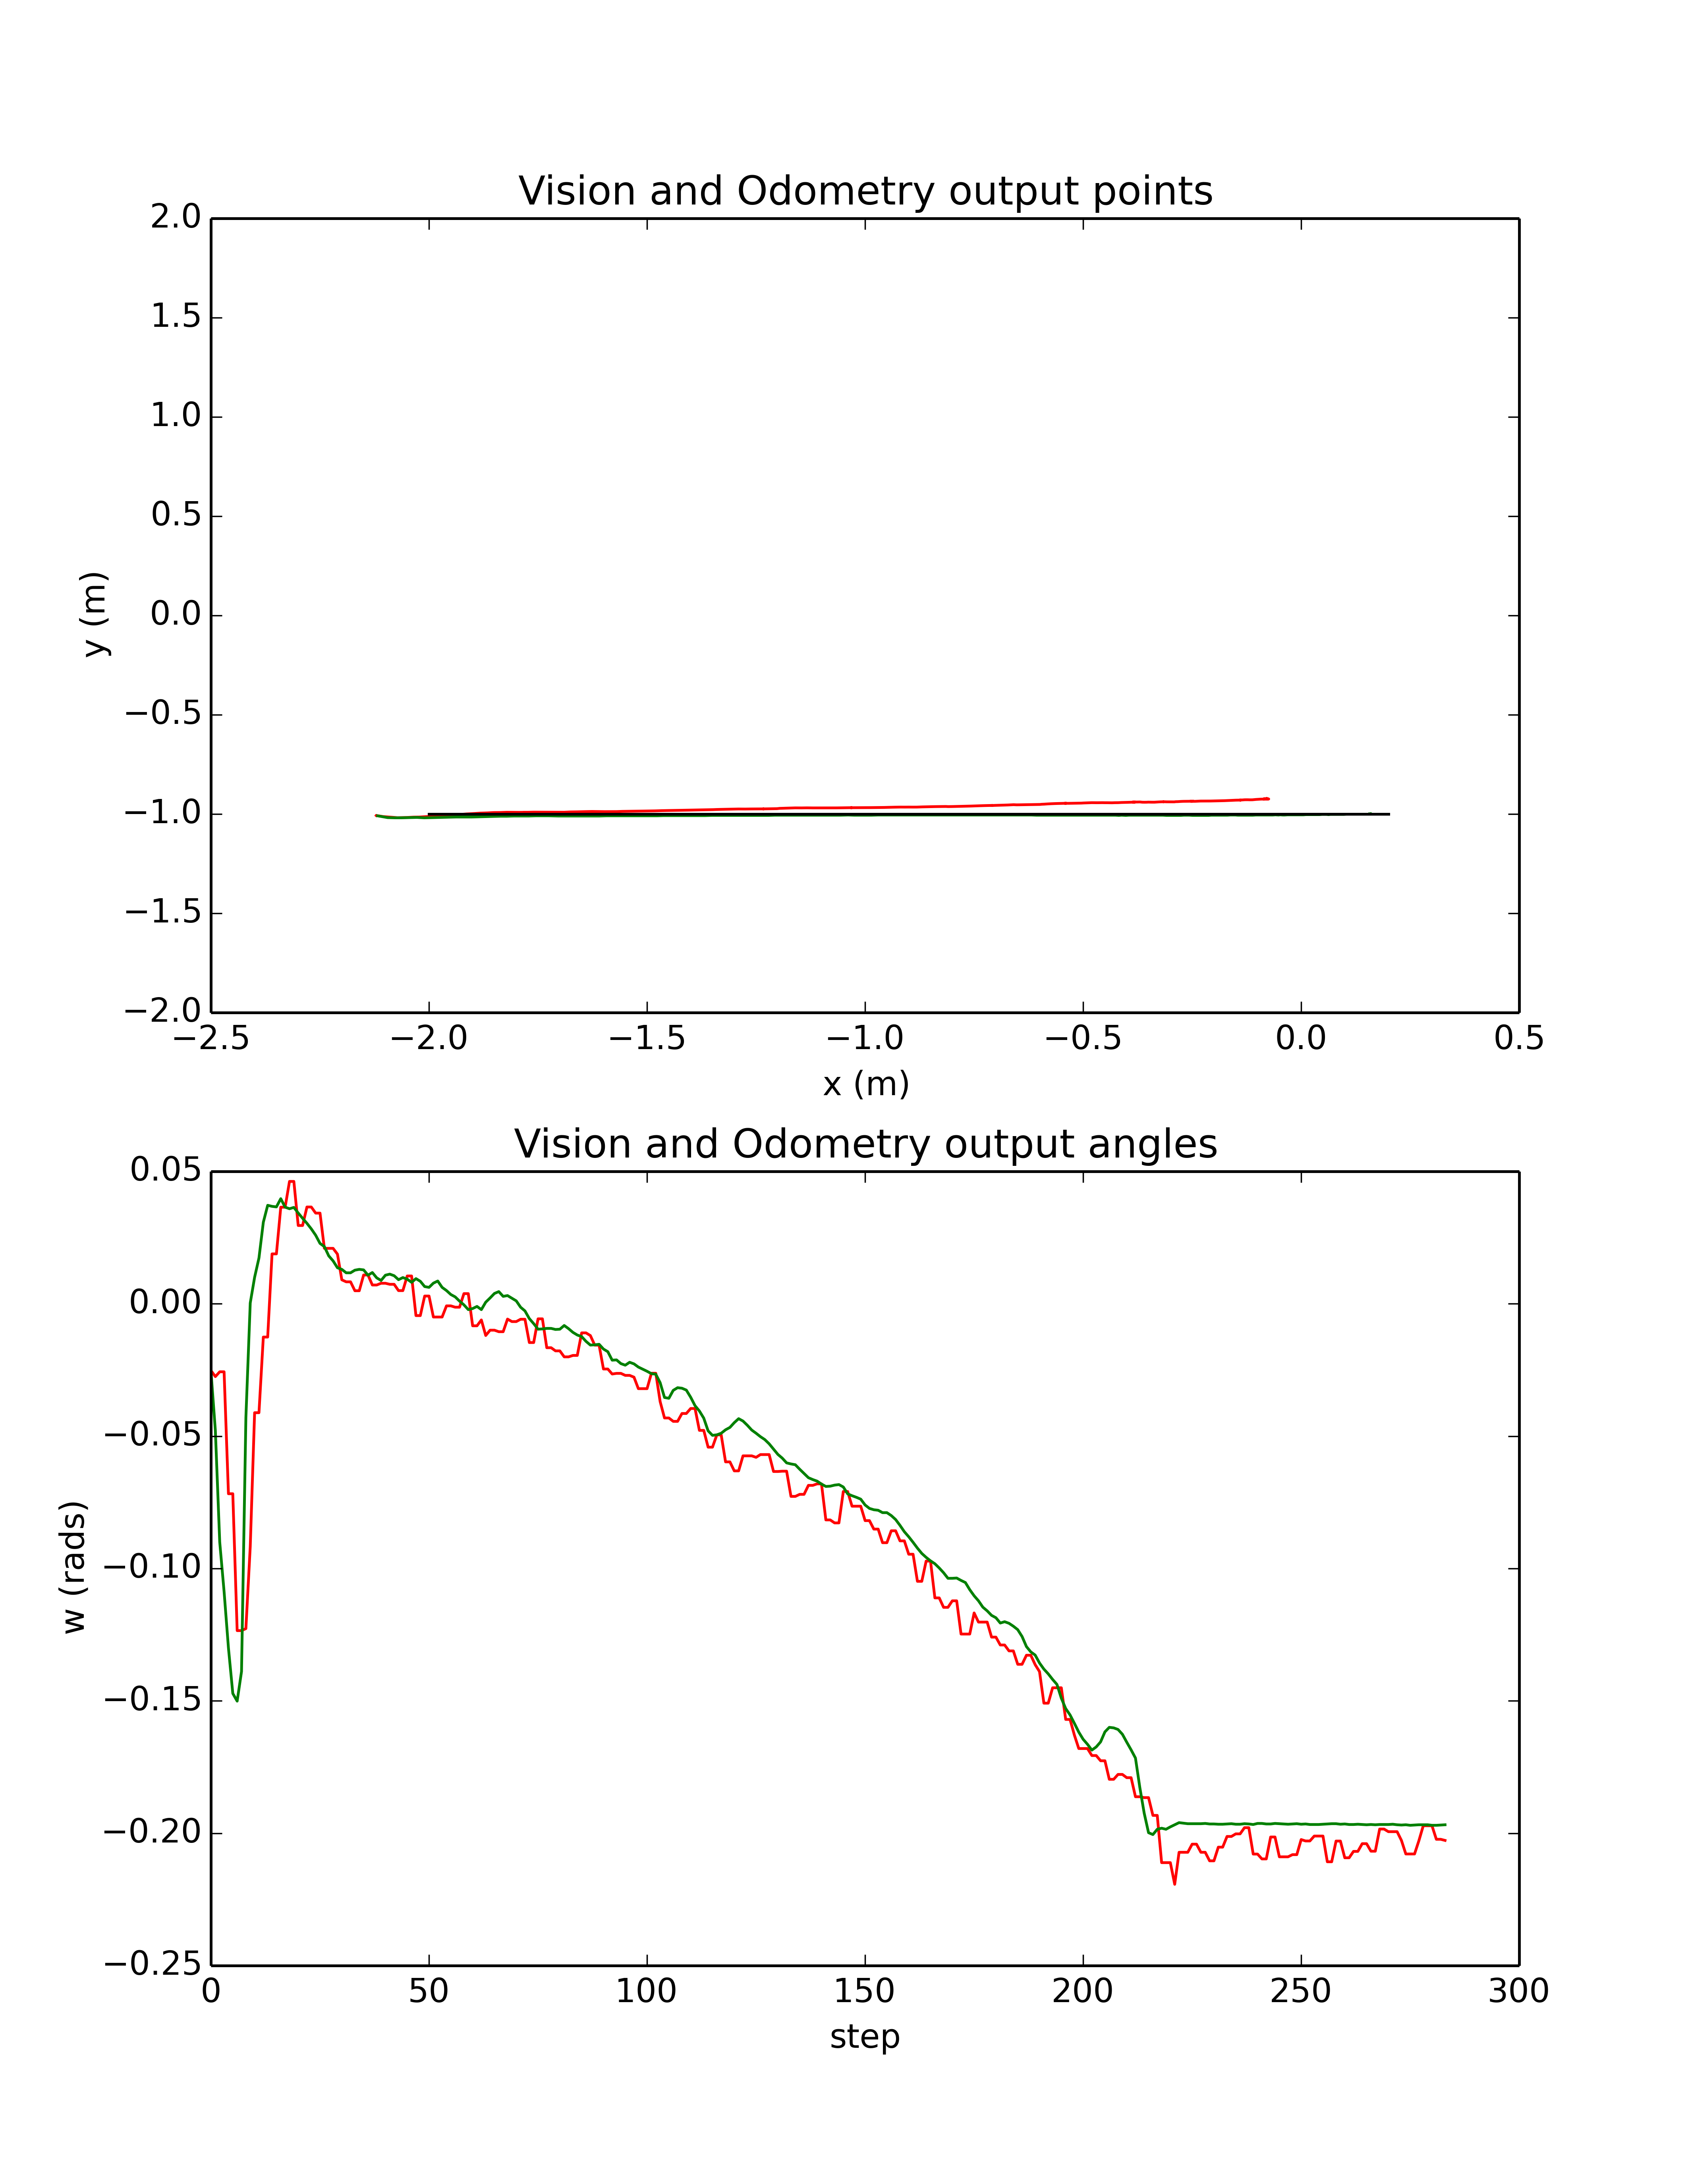 Vision and Odometry output points
2.0
1.5
1.0
0.5
0.0
−0.5
−1.0
−1.5
−2.0
y (m)
−2.5 −2.0 −1.5 −1.0 −0.5 0.0 0.5
x (m)
Vision and Odometry output angles
0.05
0.00
−0.05
−0.10
−0.15
−0.20
−0.25
w (rads)
0 50 100 150 200 250 300
step